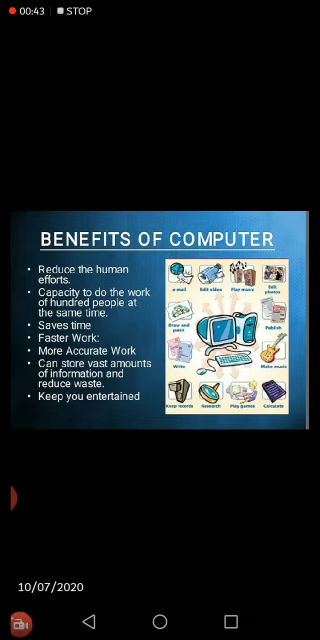 00:43 STOP
BENEFITS OF COMPUTER
• Reduce the human
efforts.
• Capacity to do the work
of hundred people at
the same time.
• Saves time
• Faster Work:
• More Accurate Work
• Can store vast amounts
of information and
reduce waste.
• Keep you entertained
e-mail Edit video Play music Edit
photos
Draw and
paint
Publish
Write Make music
Keep records Research Play games Calculate
10/07/2020